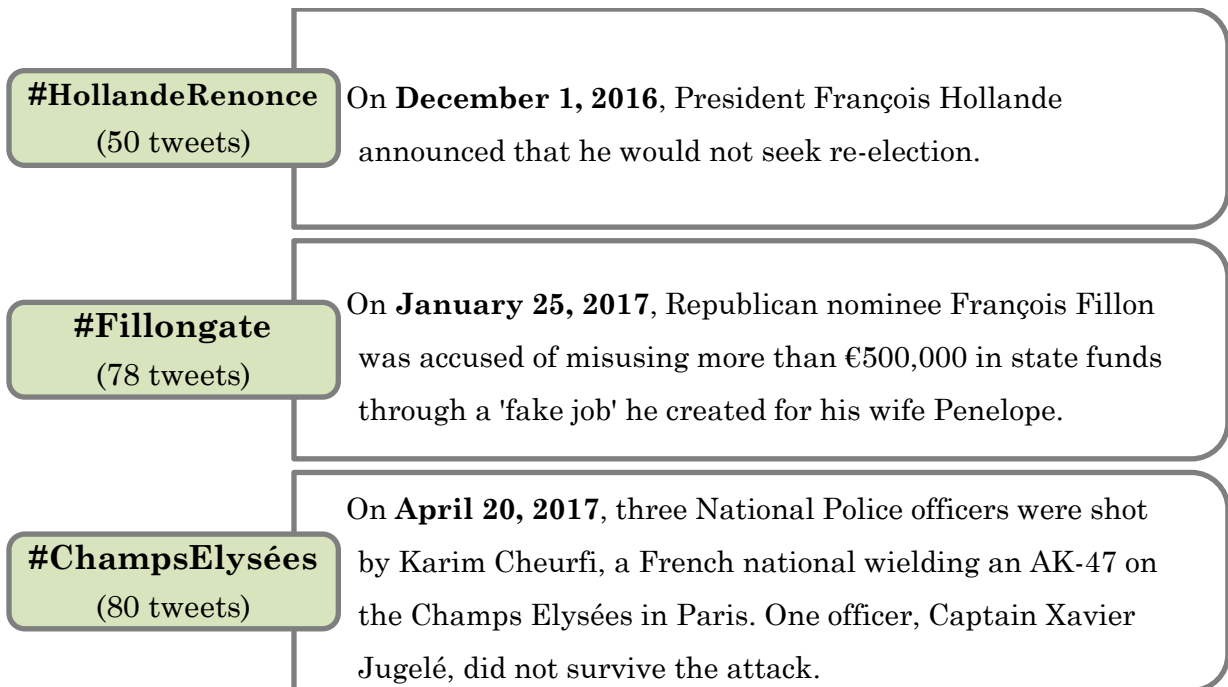 #HollandeRenonce
(50 tweets)
On December 1, 2016, President François Hollande
announced that he would not seek re-election.
#Fillongate
(78 tweets)
On January 25, 2017, Republican nominee François Fillon
was accused of misusing more than €500,000 in state funds
through a 'fake job' he created for his wife Penelope.
#ChampsElysées
(80 tweets)
On April 20, 2017, three National Police officers were shot
by Karim Cheurfi, a French national wielding an AK-47 on
the Champs Elysées in Paris. One officer, Captain Xavier
Jugelé, did not survive the attack.